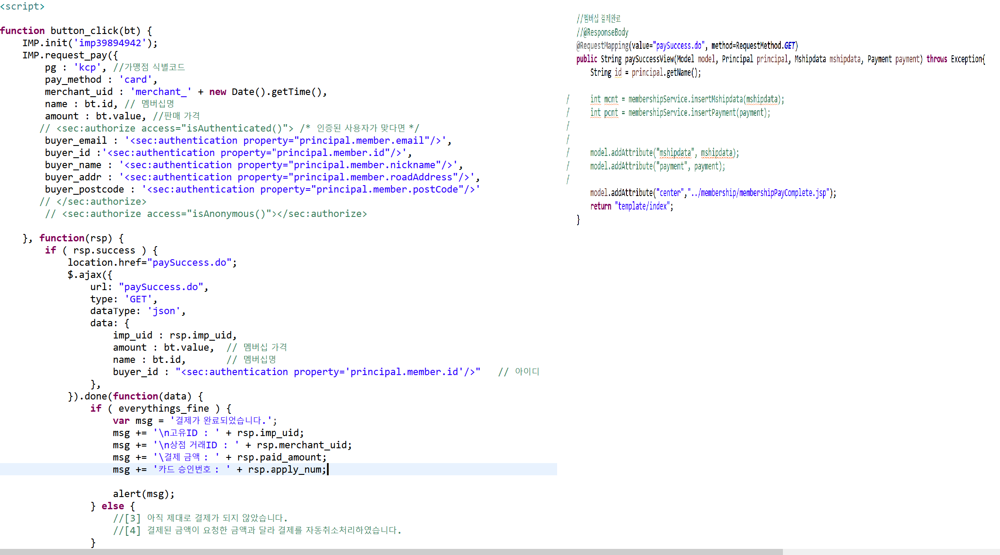 <script>
function button_click(bt) {
IMP.init('imp39894942');
IMP.request_pay({
pg : 'kcp', //가맹점 식별코드
pay_method : 'card',
merchant_uid : 'merchant_' + new Date().getTime(),
name : bt.id, // 멤버십명
amount : bt.value, //판매 가격
// <sec:authorize access="isAuthenticated()"> /* 인증된 사용자가 맞다면 */
buyer_email : '<sec:authentication property="principal.member.email"/>',
buyer_id :'<sec:authentication property="principal.member.id"/>',
buyer_name : '<sec:authentication property="principal.member.nickname"/>',
buyer_addr : '<sec:authentication property="principal.member.roadAddress"/>',
buyer_postcode : '<sec:authentication property="principal.member.postCode"/>'
// </sec:authorize>
// <sec:authorize access="isAnonymous()"></sec:authorize>
}, function(rsp) {
if ( rsp.success ) {
location.href="paySuccess.do";
$.ajax({
url: "paySuccess.do",
type: 'GET',
dataType: 'json',
data: {
imp_uid : rsp.imp_uid,
amount : bt.value, // 멤버십 가격
name : bt.id, // 멤버십명
buyer_id : "<sec:authentication property='principal.member.id'/>" // 아이디
},
}).done(function(data) {
if ( everythings_fine ) {
var msg = '결제가 완료되었습니다.';
msg += '\n고유ID : ' + rsp.imp_uid;
msg += '\n상점 거래ID : ' + rsp.merchant_uid;
msg += '\결제 금액 : ' + rsp.paid_amount;
msg += '카드 승인번호 : ' + rsp.apply_num;
alert(msg);
} else {
//[3] 아직 제대로 결제가 되지 않았습니다.
//[4] 결제된 금액이 요청한 금액과 달라 결제를 자동취소처리하였습니다.
}
//멤버십 결제완료
//@ResponseBody
@RequestMapping(value="paySuccess.do", method=RequestMethod.GET)
public String paySuccessView(Model model, Principal principal, Mshipdata mshipdata, Payment payment) throws Exception{
String id = principal.getName();
/ int mcnt = membershipService.insertMshipdata(mshipdata);
/ int pcnt = membershipService.insertPayment(payment);
/
/
/ model.addAttribute("mshipdata", mshipdata);
/ model.addAttribute("payment", payment);
/
model.addAttribute("center","../membership/membershipPayComplete.jsp");
return "template/index";
}